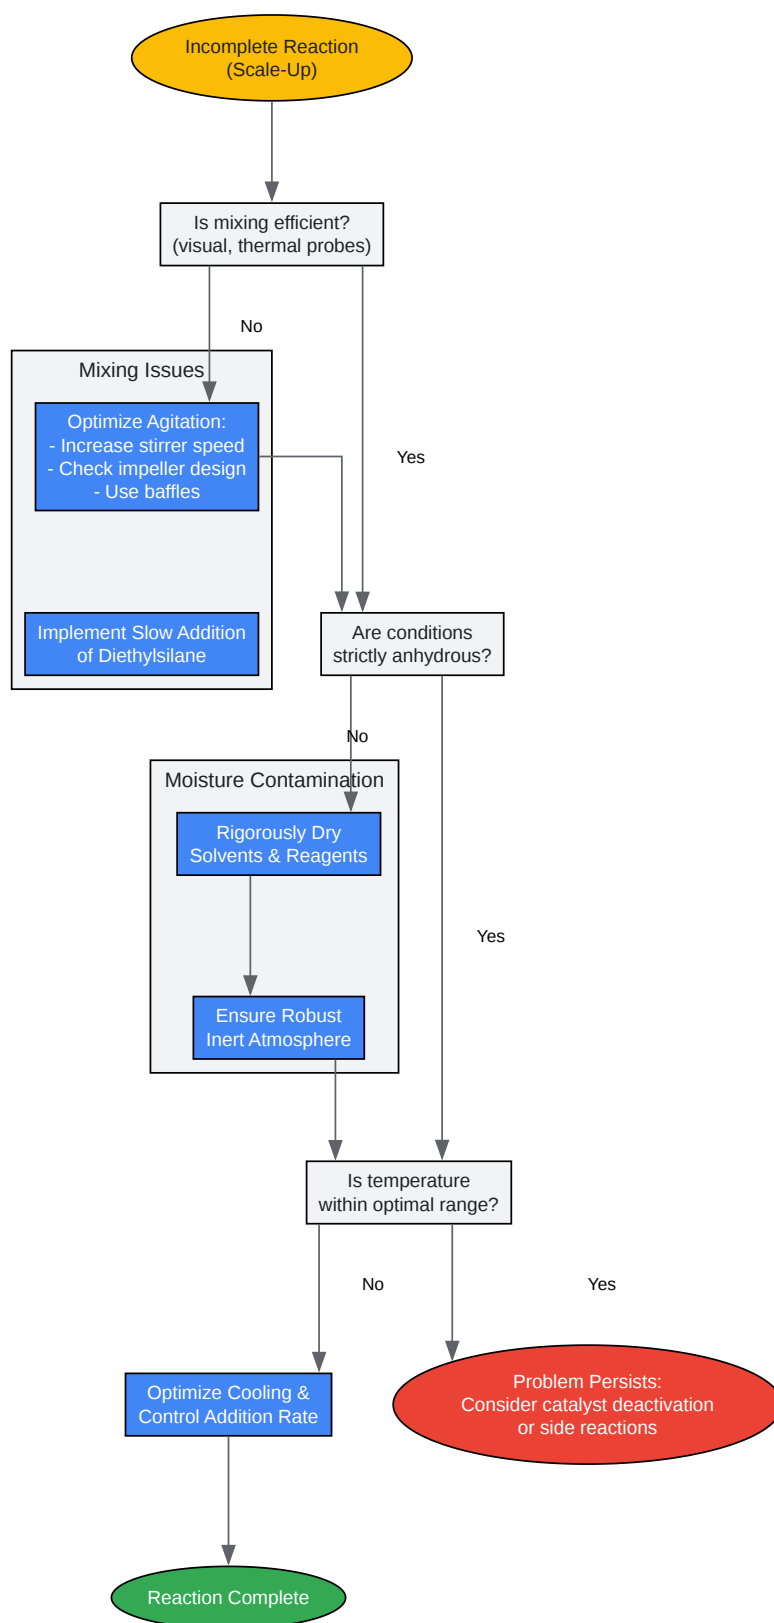 Incomplete Reaction
(Scale-Up)
Is mixing efficient?
(visual, thermal probes)
No
Mixing Issues
Optimize Agitation:
- Increase stirrer speed
- Check impeller design
- Use baffles
Yes
Implement Slow Addition
of Diethylsilane
Are conditions
strictly anhydrous?
No
Moisture Contamination
Rigorously Dry
Solvents & Reagents
Yes
Ensure Robust
Inert Atmosphere
Is temperature
within optimal range?
No
Yes
Optimize Cooling &
Control Addition Rate
Problem Persists:
Consider catalyst deactivation
or side reactions
Reaction Complete